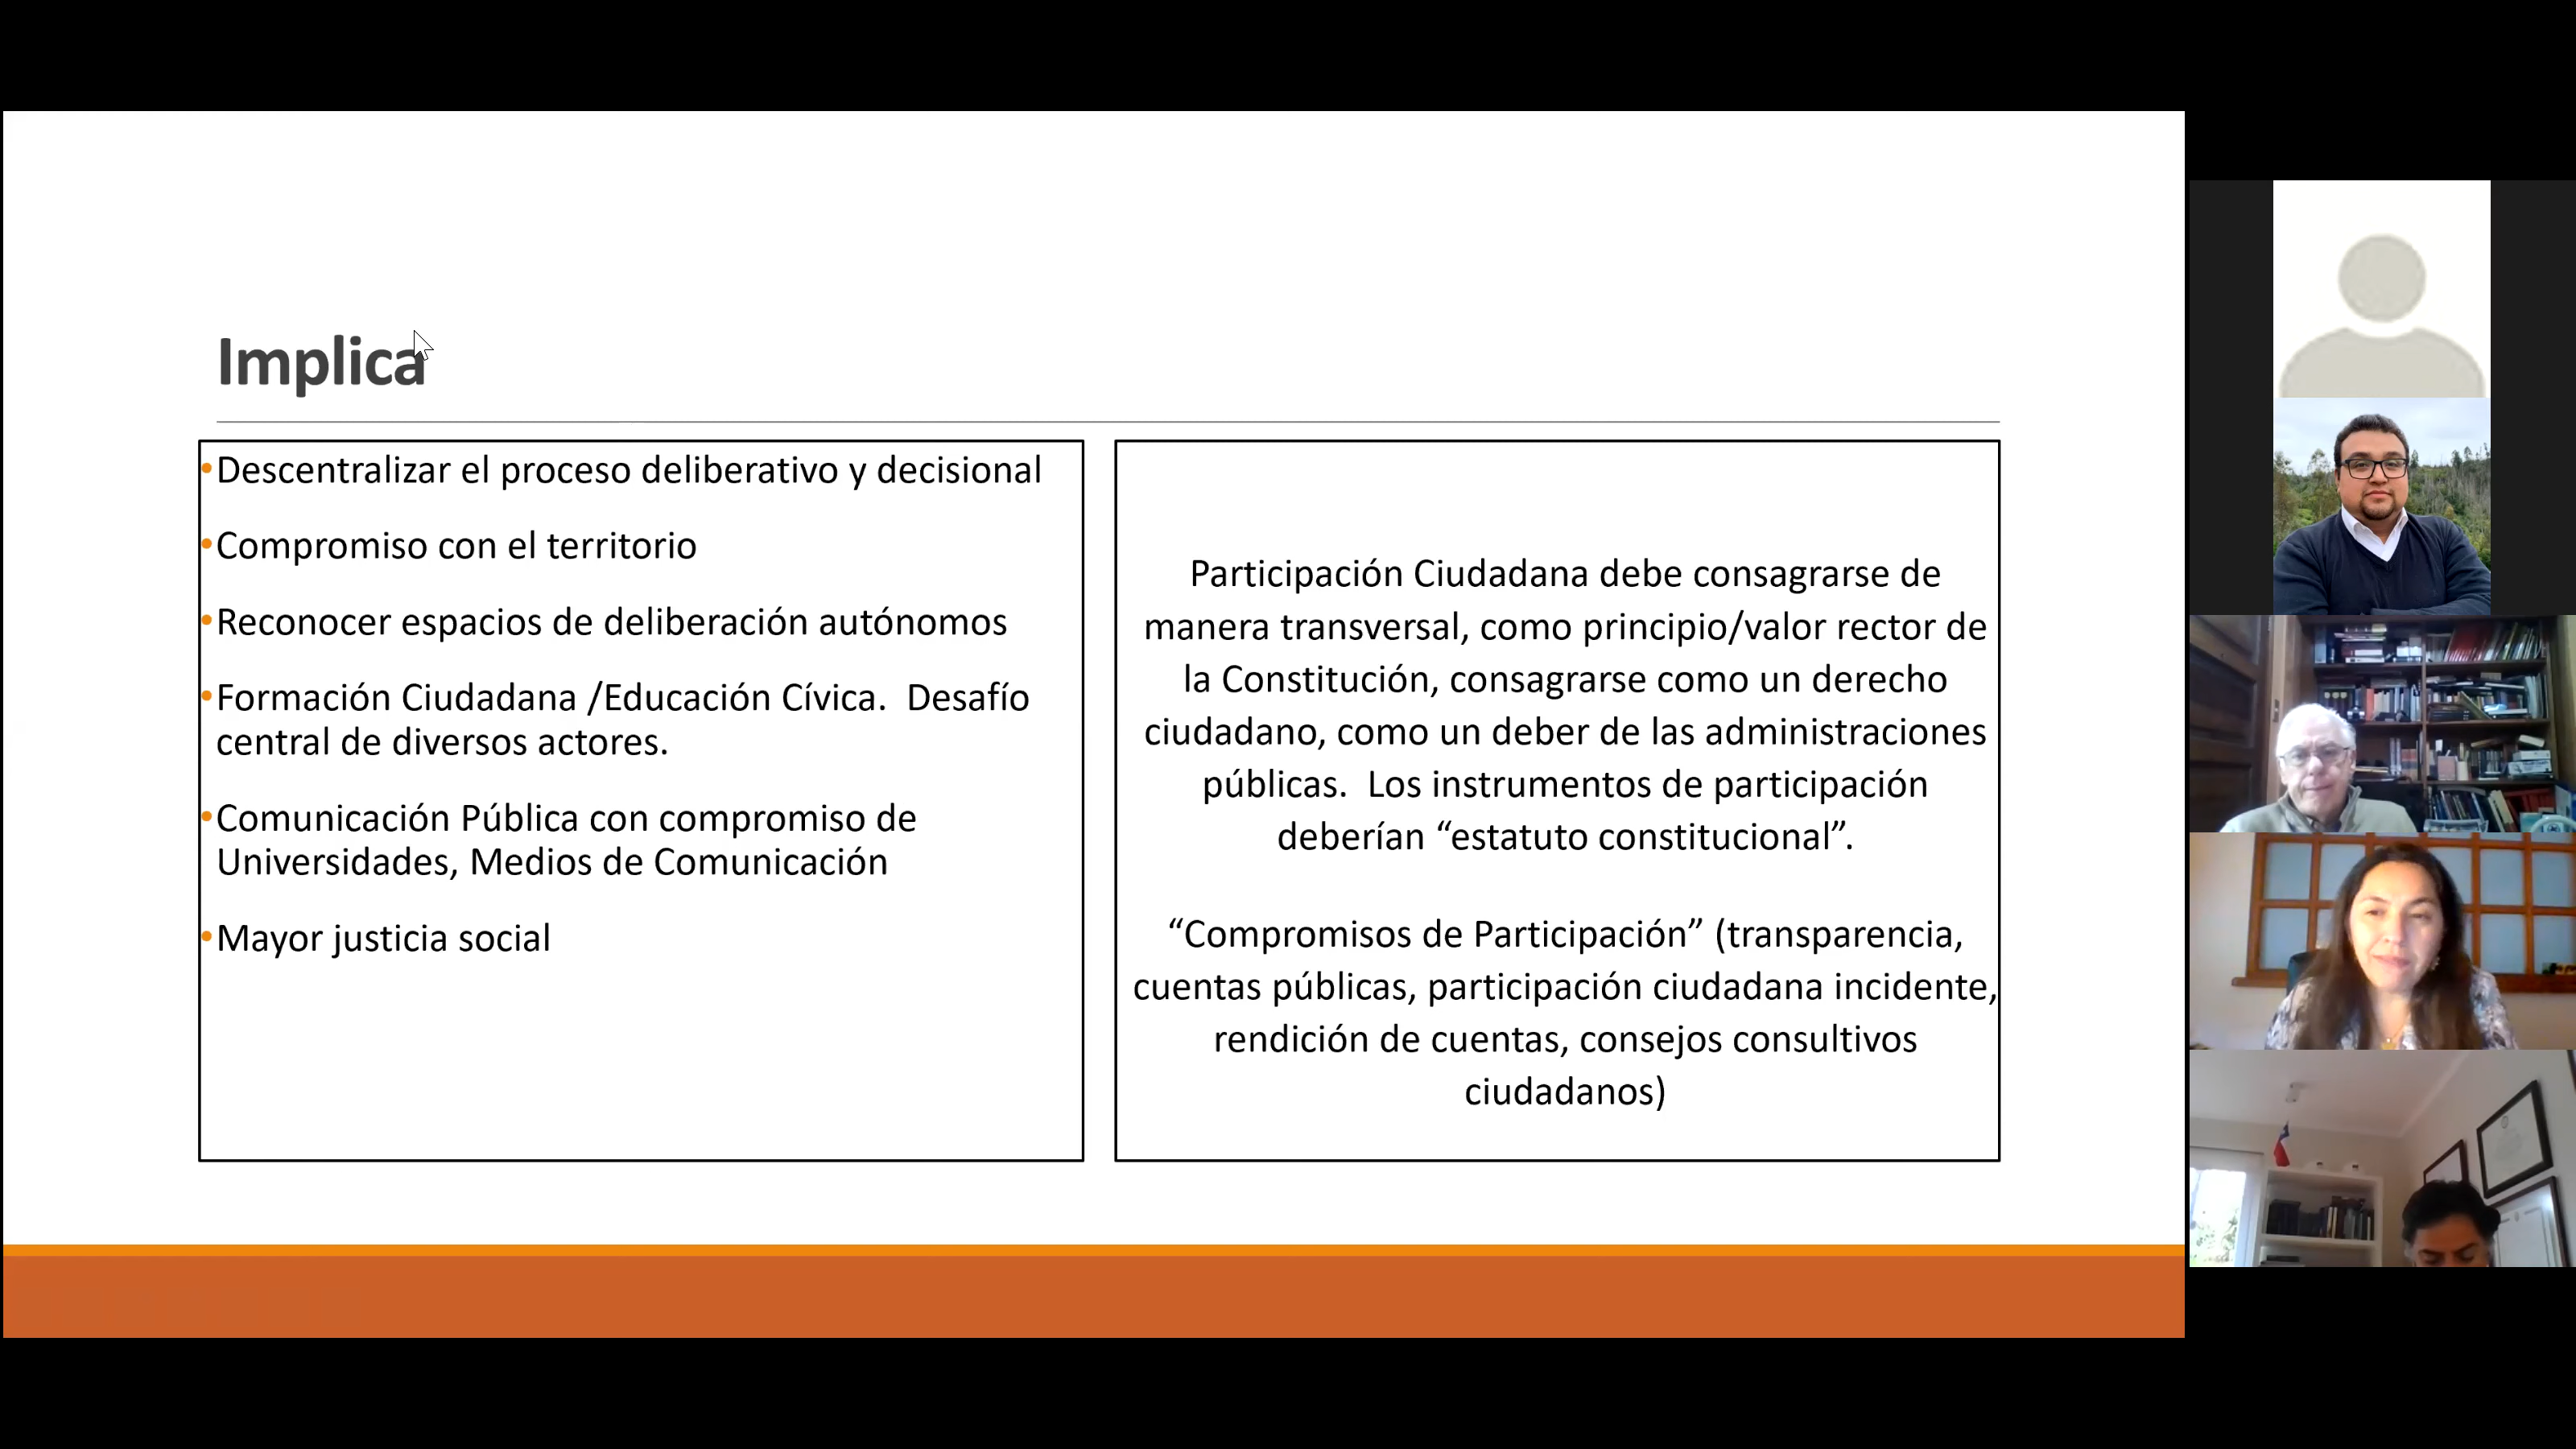 Implica
•Descentralizar el proceso deliberativo y decisional
•Compromiso con el territorio
•Reconocer espacios de deliberación autónomos
•Formación Ciudadana /Educación Cívica.  Desafío
central de diversos actores.
•Comunicación Pública con compromiso de
Universidades, Medios de Comunicación
•Mayor justicia social
Participación Ciudadana debe consagrarse de
manera transversal, como principio/valor rector de
la Constitución, consagrarse como un derecho
ciudadano, como un deber de las administraciones
públicas.  Los instrumentos de participación
deberían “estatuto constitucional”.
“Compromisos de Participación” (transparencia,
cuentas públicas, participación ciudadana incidente,
rendición de cuentas, consejos consultivos
ciudadanos)